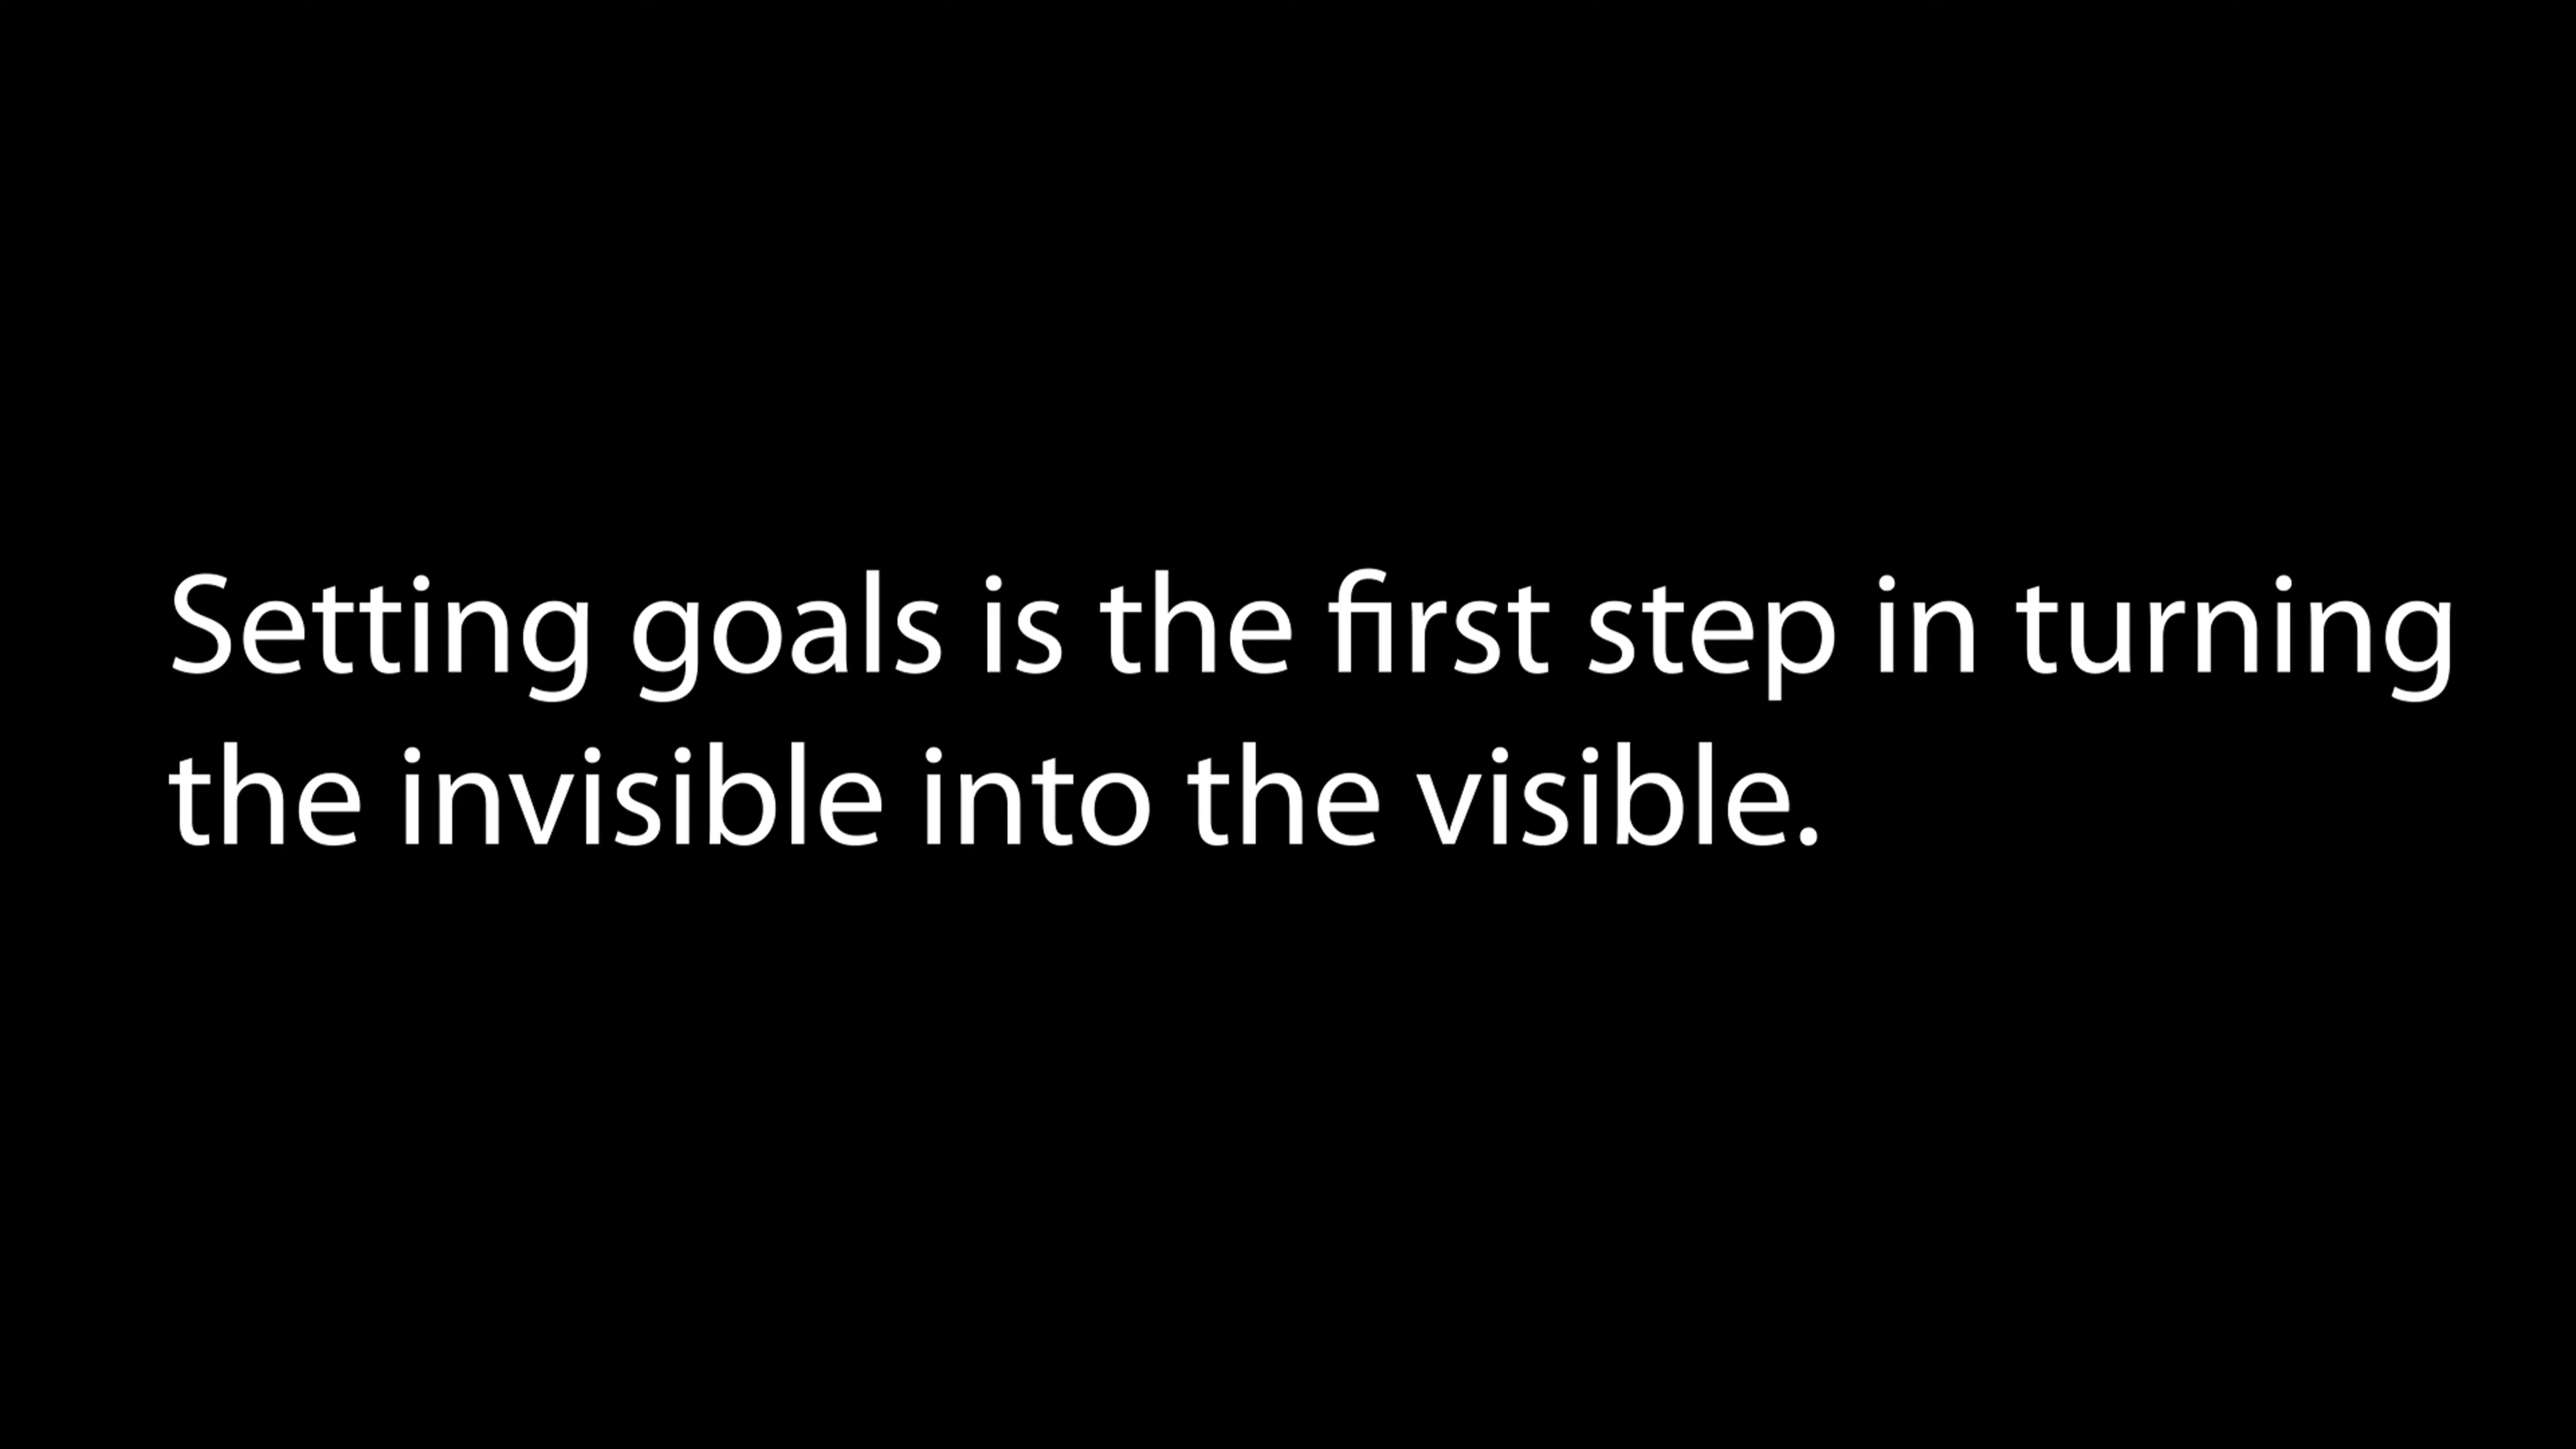 Setting goals is the first step in turning
the invisible into the visible.